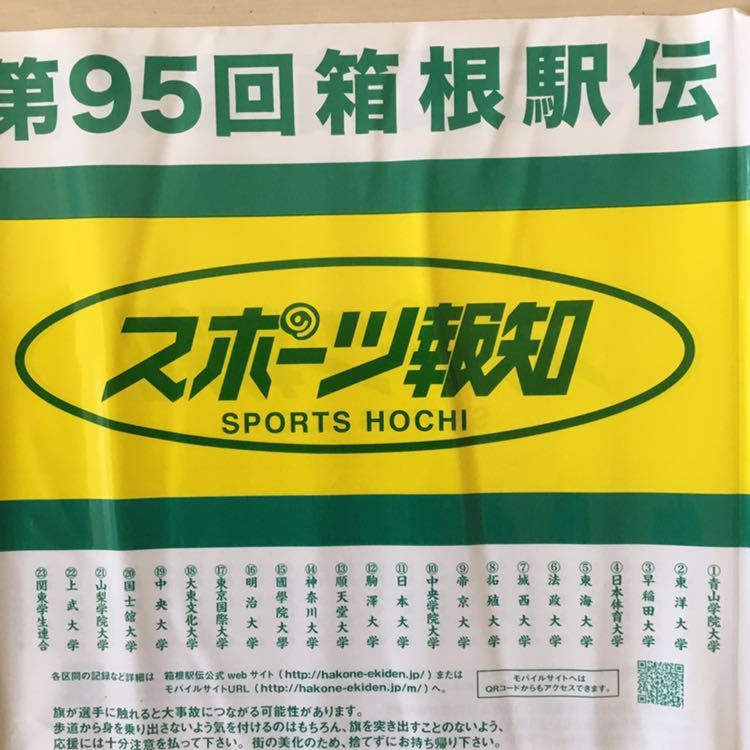 第95回箱根駅伝
スポーツ報知
SPORTS HOCHI
①青山学院大学
②東洋大学
③早稲田大学
④日本体育大学
⑤東海大学
⑥法政大学
⑦城西大学
⑧拓殖大学
⑨帝京大学
⑩中央学院大学
⑪日本大学
⑫駒澤大学
⑬順天堂大学
⑭神奈川大学
⑮國學院大學
⑯明治大学
⑰東京国際大学
⑱大東文化大学
⑲中央大学
⑳国士舘大学
㉑山梨学院大学
㉒上武大学
㉓関東学生連合
各区間の記録など詳細は 箱根駅伝公式 web サイト(http://hakone-ekiden.jp/)または
モバイルサイトURL(http://hakone-ekiden.jp/m/)へ。
モバイルサイトへは
QRコードからもアクセスできます。
旗が選手に触れると大事故につながる可能性があります。
歩道から身を乗り出さないよう気を付けるのはもちろん、旗を突き出すことのないよう、
応援には十分注意を払って下さい。街の美化のため、捨てずにお持ち帰り下さい。